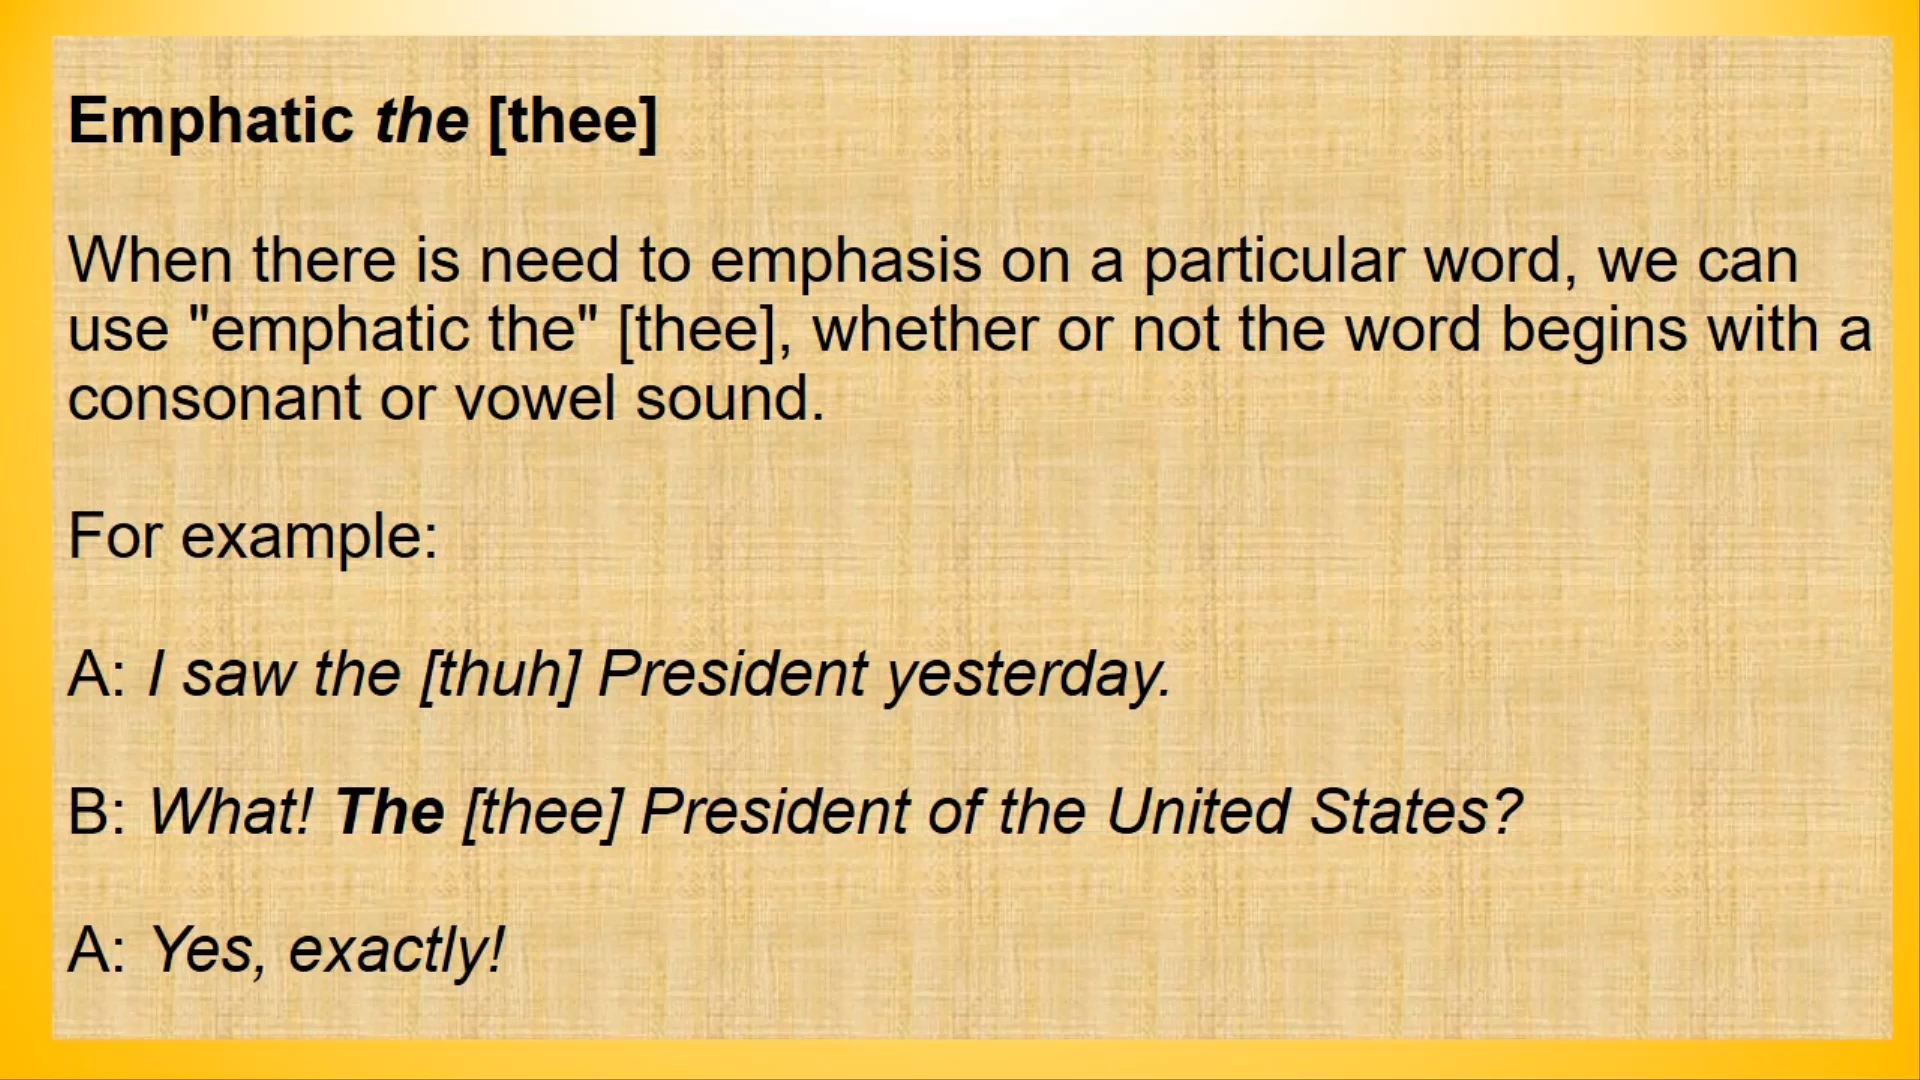 Emphatic the [thee]
When there is need to emphasis on a particular word, we can
use "emphatic the" [thee], whether or not the word begins with a
consonant or vowel sound.
For example:
A: I saw the [thuh] President yesterday.
B: What! The [thee] President of the United States?
A: Yes, exactly!